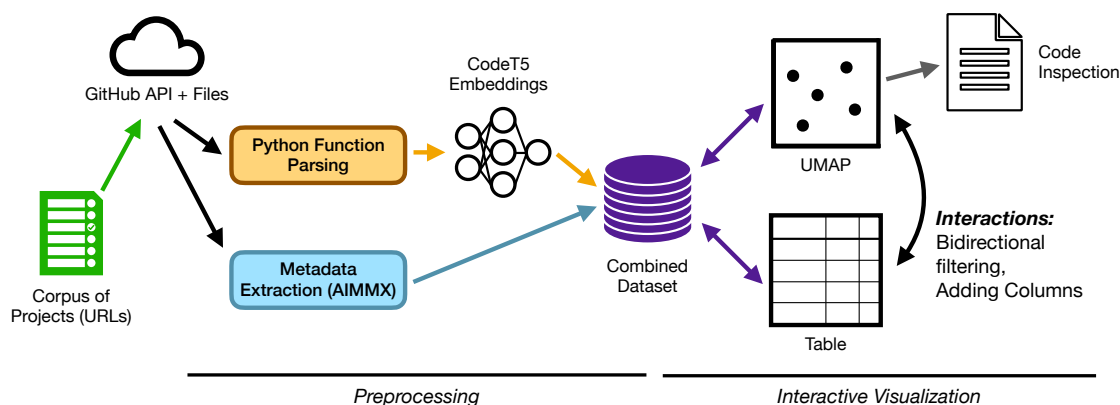 GitHub API + Files
Corpus of
Projects (URLs)
Python Function
Parsing
Metadata
Extraction (AIMMX)
CodeT5
Embeddings
Combined
Dataset
UMAP
Table
Code
Inspection
Interactions:
Bidirectional
filtering,
Adding Columns
Preprocessing
Interactive Visualization